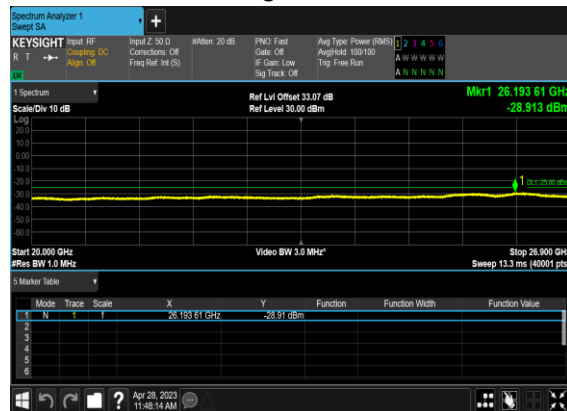 Spectrum Analyzer 1
Swept SA
+
KEYSIGHT Input: RF Input Z: 50 Ω #Atten: 20 dB PNO: Fast Avg Type: Power (RMS) 1 2 3 4 5 6
R T Coupling: DC Corrections: Off Gate: Off Avg|Hold: 100/100 A W W W W W
Align: Off Freq Ref: Int (S) IF Gain: Low Trig: Free Run
Sig Track: Off A N N N N N
1 Spectrum Ref Lvl Offset 33.07 dB Mkr1 26.193 61 GHz
Scale/Div 10 dB Ref Level 30.00 dBm -28.913 dBm
Log
20.0
10.0
0.00
-10.0
-20.0 1 DL1 -25.00 dBm
-30.0
-40.0
-50.0
-60.0
Start 20.000 GHz Video BW 3.0 MHz* Stop 26.900 GHz
#Res BW 1.0 MHz Sweep 13.3 ms (40001 pts)
5 Marker Table
Mode Trace Scale X Y Function Function Width Function Value
1 N 1 f 26.193 61 GHz -28.91 dBm
2
3
4
5
6
? Apr 28, 2023
11:48:14 AM